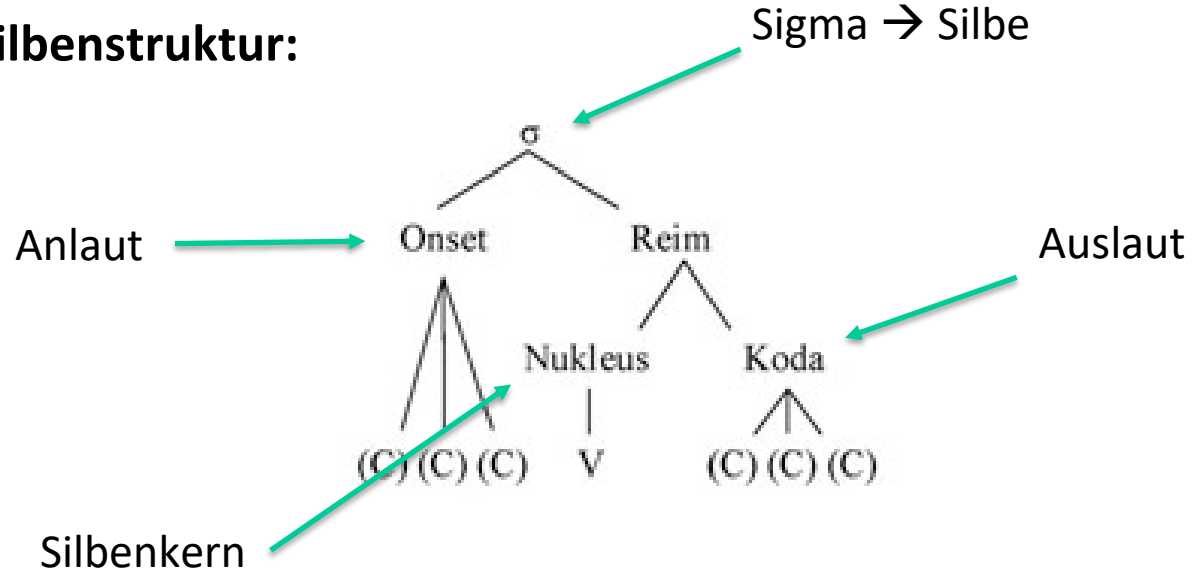 Sigma → Silbe
ilbenstruktur:
σ
Anlaut
Onset
Reim
Auslaut
Nukleus
Koda
(C) (C) (C)
V
(C) (C) (C)
Silbenkern